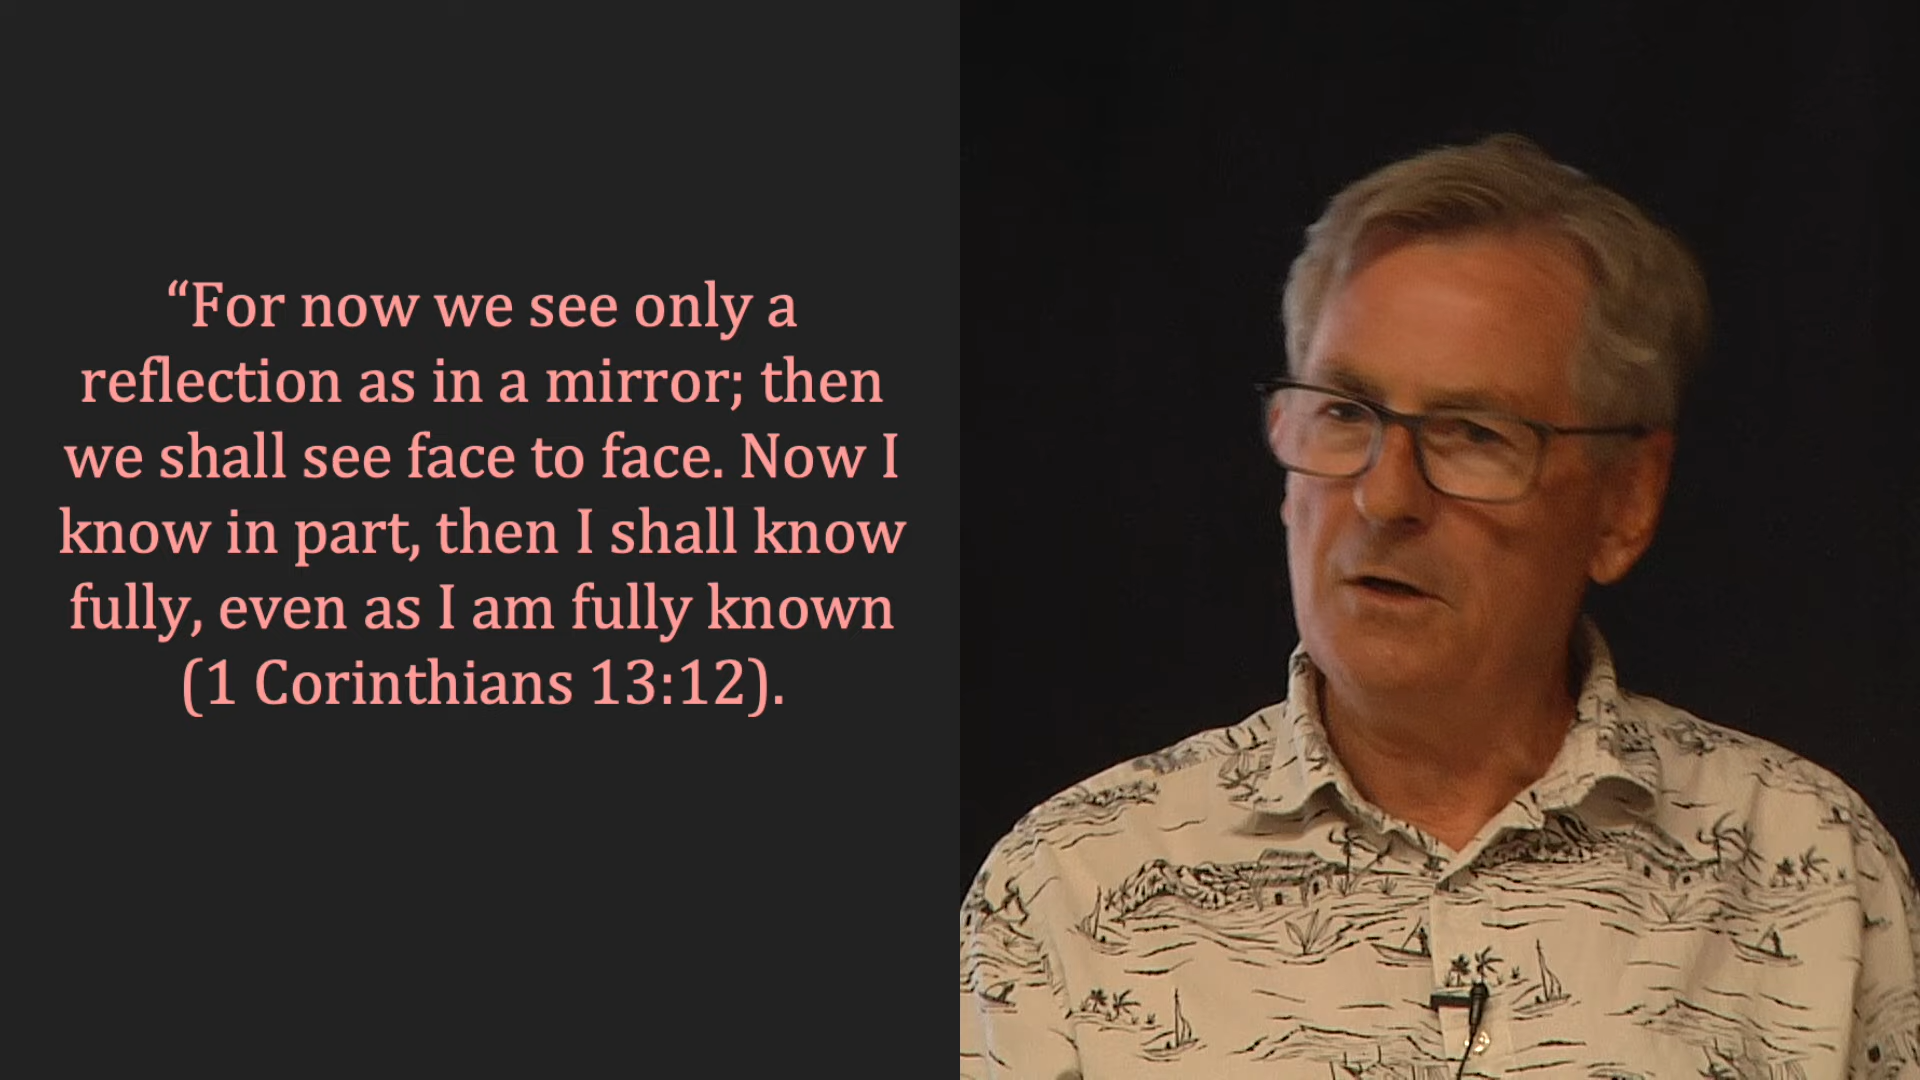 “For now we see only a
reflection as in a mirror; then
we shall see face to face. Now I
know in part, then I shall know
fully, even as I am fully known
(1 Corinthians 13:12).